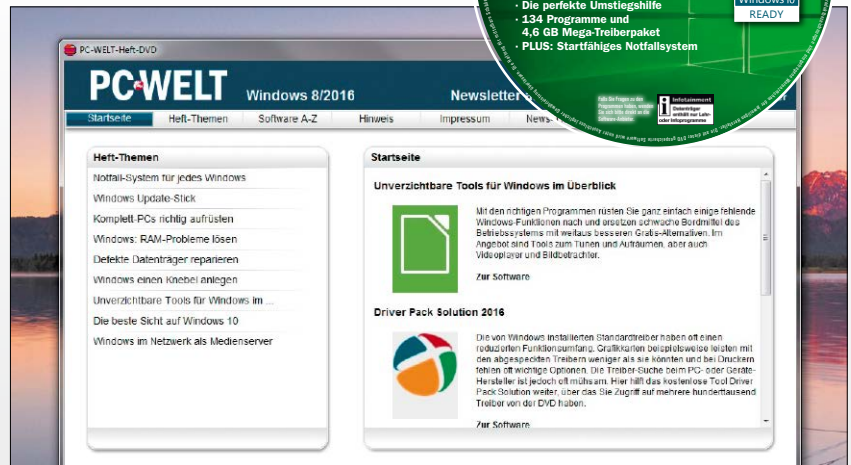 · Die perfekte Umstiegshilfe
· 134 Programme und
4,6 GB Mega-Treiberpaket
· PLUS: Startfähiges Notfallsystem
Windows 10
READY
Infotainment
Datenträger
enthält nur Lehr-
oder Infoprogramme
PC-WELT-Heft-DVD
PC-WELT Windows 8/2016 Newsletter
Startseite Heft-Themen Software A-Z Hinweis Impressum News-
Heft-Themen
Notfall-System für jedes Windows
Windows Update-Stick
Komplett-PCs richtig aufrüsten
Windows: RAM-Probleme lösen
Defekte Datenträger reparieren
Windows einen Knebel anlegen
Unverzichtbare Tools für Windows im ...
Die beste Sicht auf Windows 10
Windows im Netzwerk als Medienserver
Startseite
Unverzichtbare Tools für Windows im Überblick
Mit den richtigen Programmen rüsten Sie ganz einfach einige fehlende
Windows-Funktionen nach und ersetzen schwache Bordmittel des
Betriebssystems mit weitaus besseren Gratis-Alternativen. Im
Angebot sind Tools zum Tunen und Aufräumen, aber auch
Videoplayer und Bildbetrachter.
Zur Software
Driver Pack Solution 2016
Die von Windows installierten Standardtreiber haben oft einen
reduzierten Funktionsumfang. Grafikkarten beispielsweise leisten mit
den abgespeckten Treibern weniger als sie könnten und bei Druckern
fehlen oft wichtige Optionen. Die Treiber-Suche beim PC- oder Geräte-
Hersteller ist jedoch oft mühsam. Hier hilft das kostenlose Tool Driver
Pack Solution weiter, über das Sie Zugriff auf mehrere hunderttausend
Treiber von der DVD haben.
Zur Software